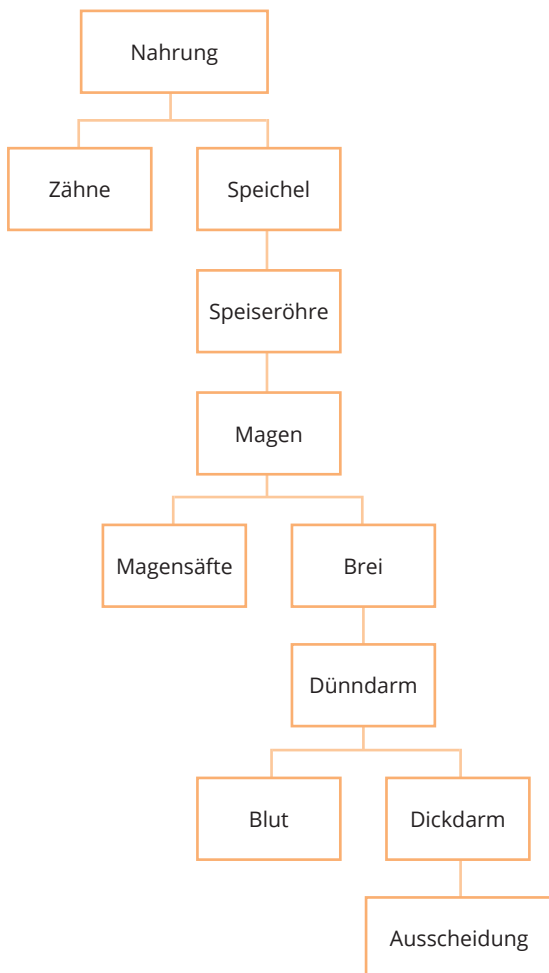 Nahrung
Zähne
Speichel
Speiseröhre
Magen
Magensäfte
Brei
Dünndarm
Blut
Dickdarm
Ausscheidung